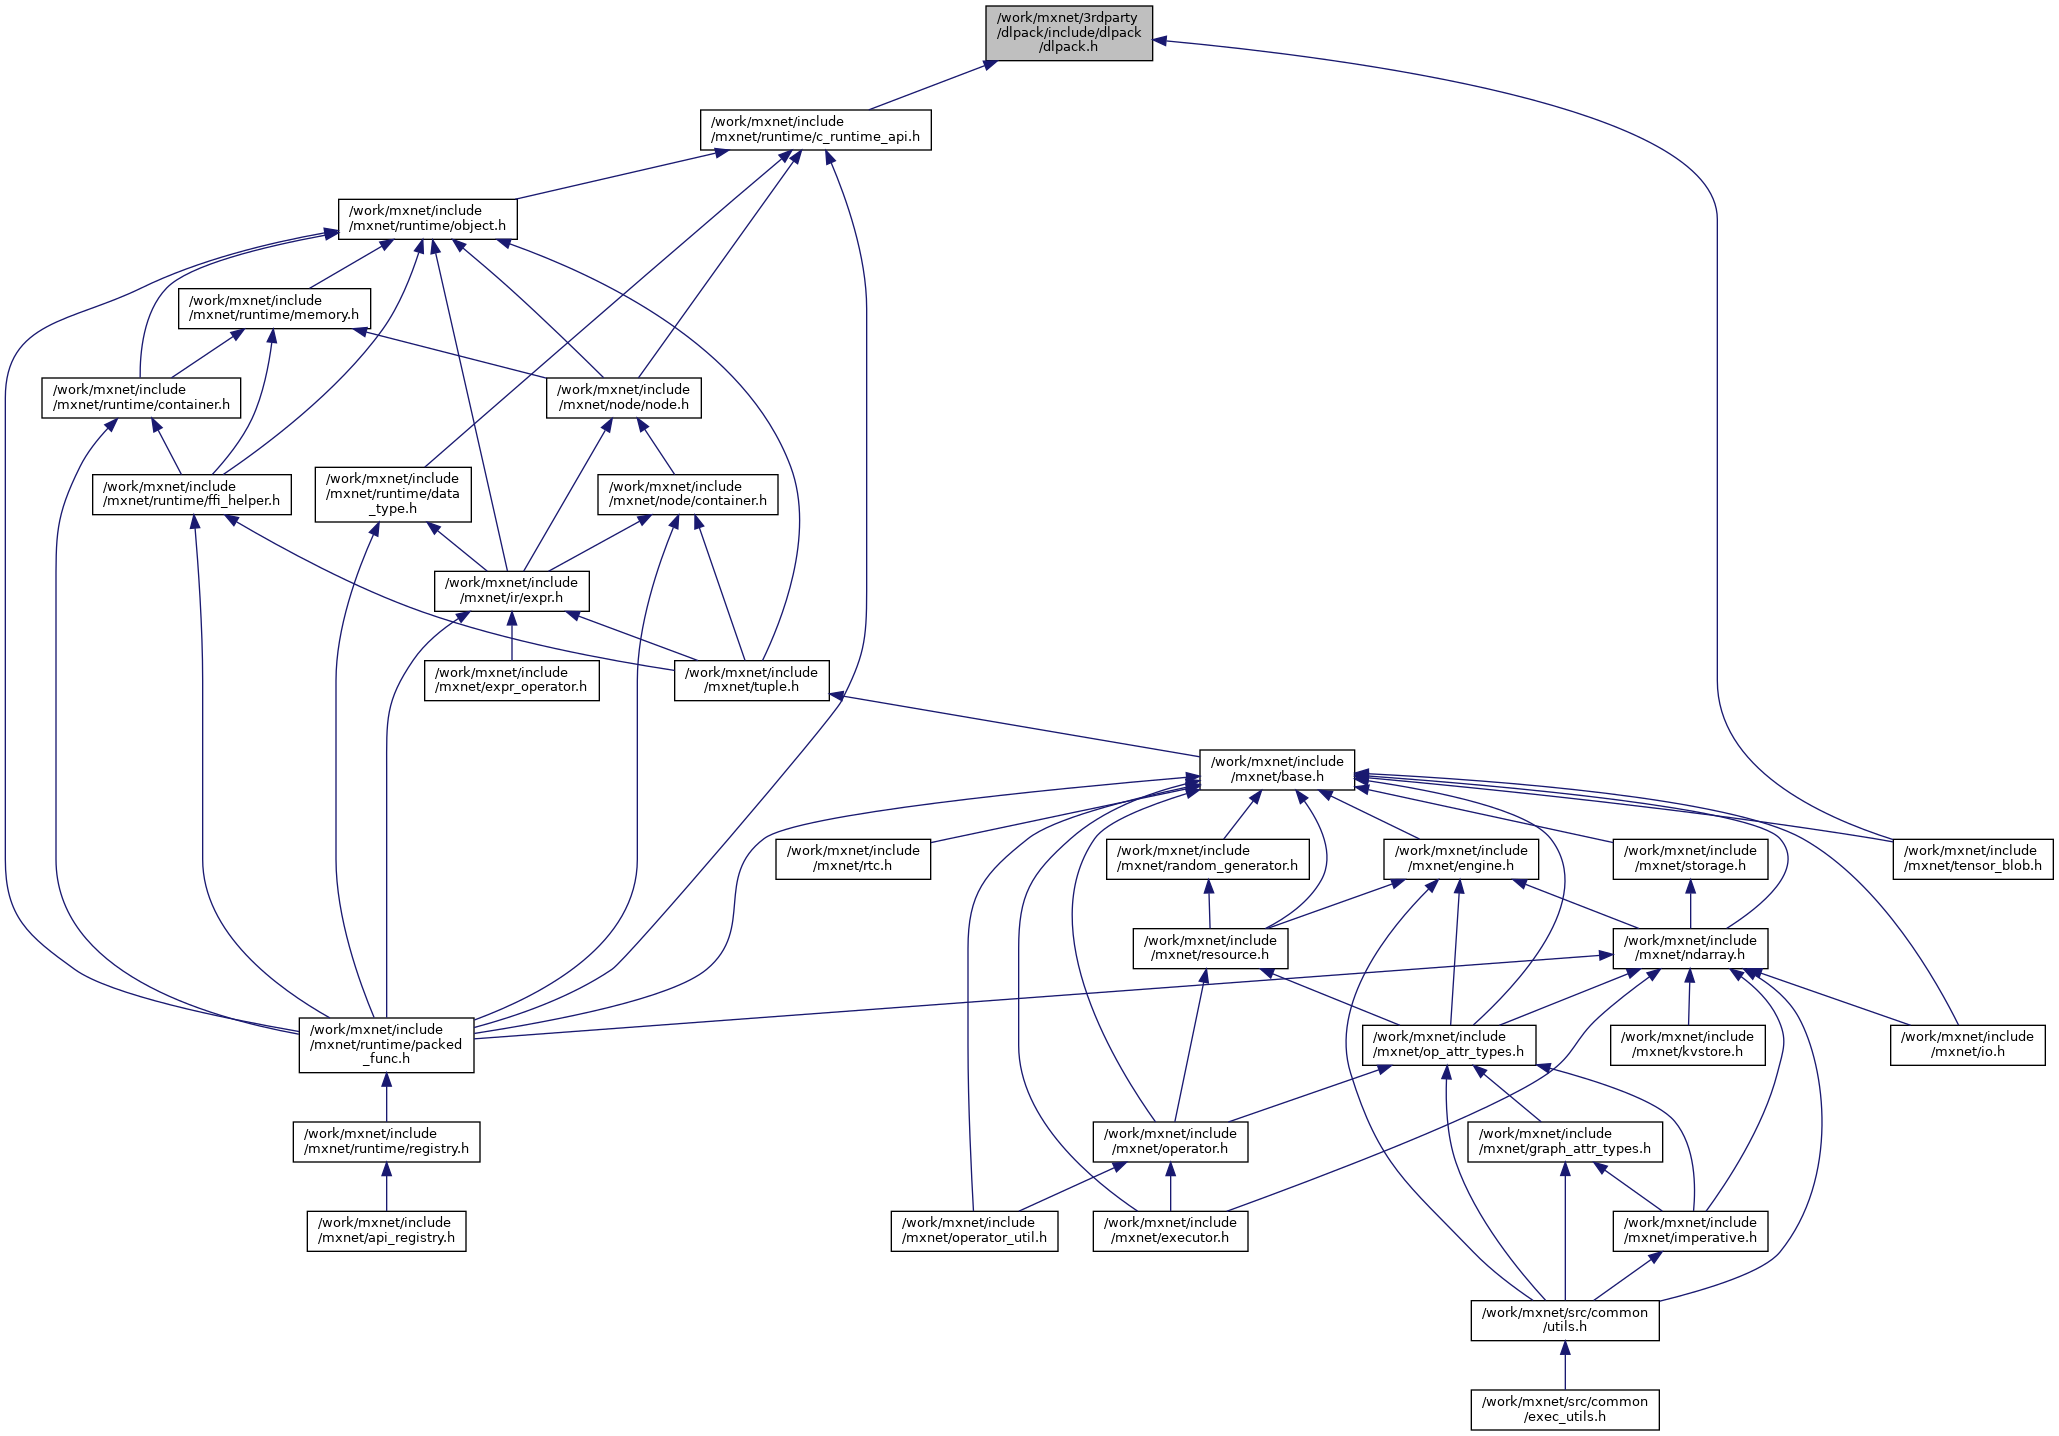 /work/mxnet/3rdparty
/dlpack/include/dlpack
/dlpack.h
/work/mxnet/include
/mxnet/runtime/c_runtime_api.h
/work/mxnet/include
/mxnet/runtime/object.h
/work/mxnet/include
/mxnet/runtime/memory.h
/work/mxnet/include
/mxnet/runtime/container.h
/work/mxnet/include
/mxnet/node/node.h
/work/mxnet/include
/mxnet/runtime/ffi_helper.h
/work/mxnet/include
/mxnet/runtime/data
_type.h
/work/mxnet/include
/mxnet/node/container.h
/work/mxnet/include
/mxnet/ir/expr.h
/work/mxnet/include
/mxnet/expr_operator.h
/work/mxnet/include
/mxnet/tuple.h
/work/mxnet/include
/mxnet/base.h
/work/mxnet/include
/mxnet/rtc.h
/work/mxnet/include
/mxnet/random_generator.h
/work/mxnet/include
/mxnet/engine.h
/work/mxnet/include
/mxnet/storage.h
/work/mxnet/include
/mxnet/tensor_blob.h
/work/mxnet/include
/mxnet/resource.h
/work/mxnet/include
/mxnet/ndarray.h
/work/mxnet/include
/mxnet/runtime/packed
_func.h
/work/mxnet/include
/mxnet/op_attr_types.h
/work/mxnet/include
/mxnet/kvstore.h
/work/mxnet/include
/mxnet/io.h
/work/mxnet/include
/mxnet/runtime/registry.h
/work/mxnet/include
/mxnet/operator.h
/work/mxnet/include
/mxnet/graph_attr_types.h
/work/mxnet/include
/mxnet/api_registry.h
/work/mxnet/include
/mxnet/operator_util.h
/work/mxnet/include
/mxnet/executor.h
/work/mxnet/include
/mxnet/imperative.h
/work/mxnet/src/common
/utils.h
/work/mxnet/src/common
/exec_utils.h